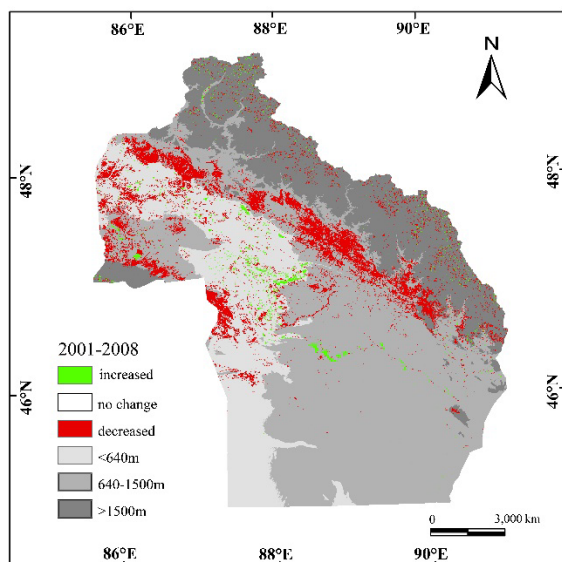 86°E 88°E 90°E
N
48°N 48°N
46°N 46°N
2001-2008
increased
no change
decreased
<640m
640-1500m
>1500m
0 3,000 km
86°E 88°E 90°E